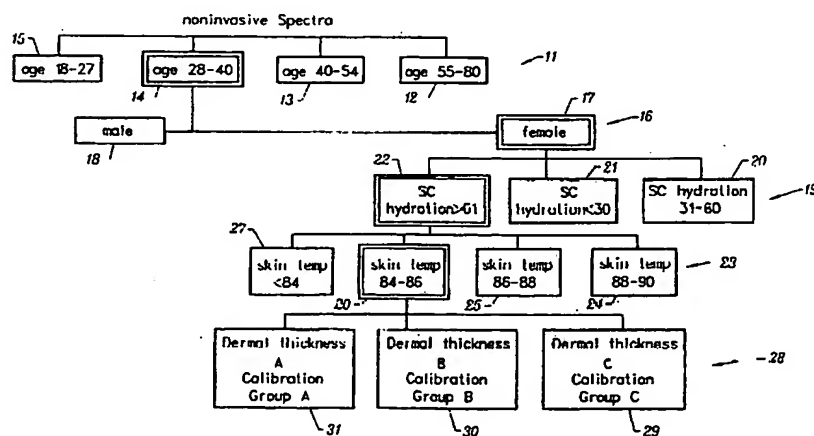 noninvasive Spectra
15
age 18-27
age 28-40
age 40-54
age 55-80
11
14
13
12
17
16
male
female
18
22
21
20
SC
hydration>61
SC
hydration<30
SC hydration
31-60
19
27
skin temp
<84
skin temp
84-86
skin temp
86-88
skin temp
88-90
23
25
24
Dermal thickness
A
Calibration
Group A
Dermal thickness
B
Calibration
Group B
Dermal thickness
C
Calibration
Group C
28
31
30
29